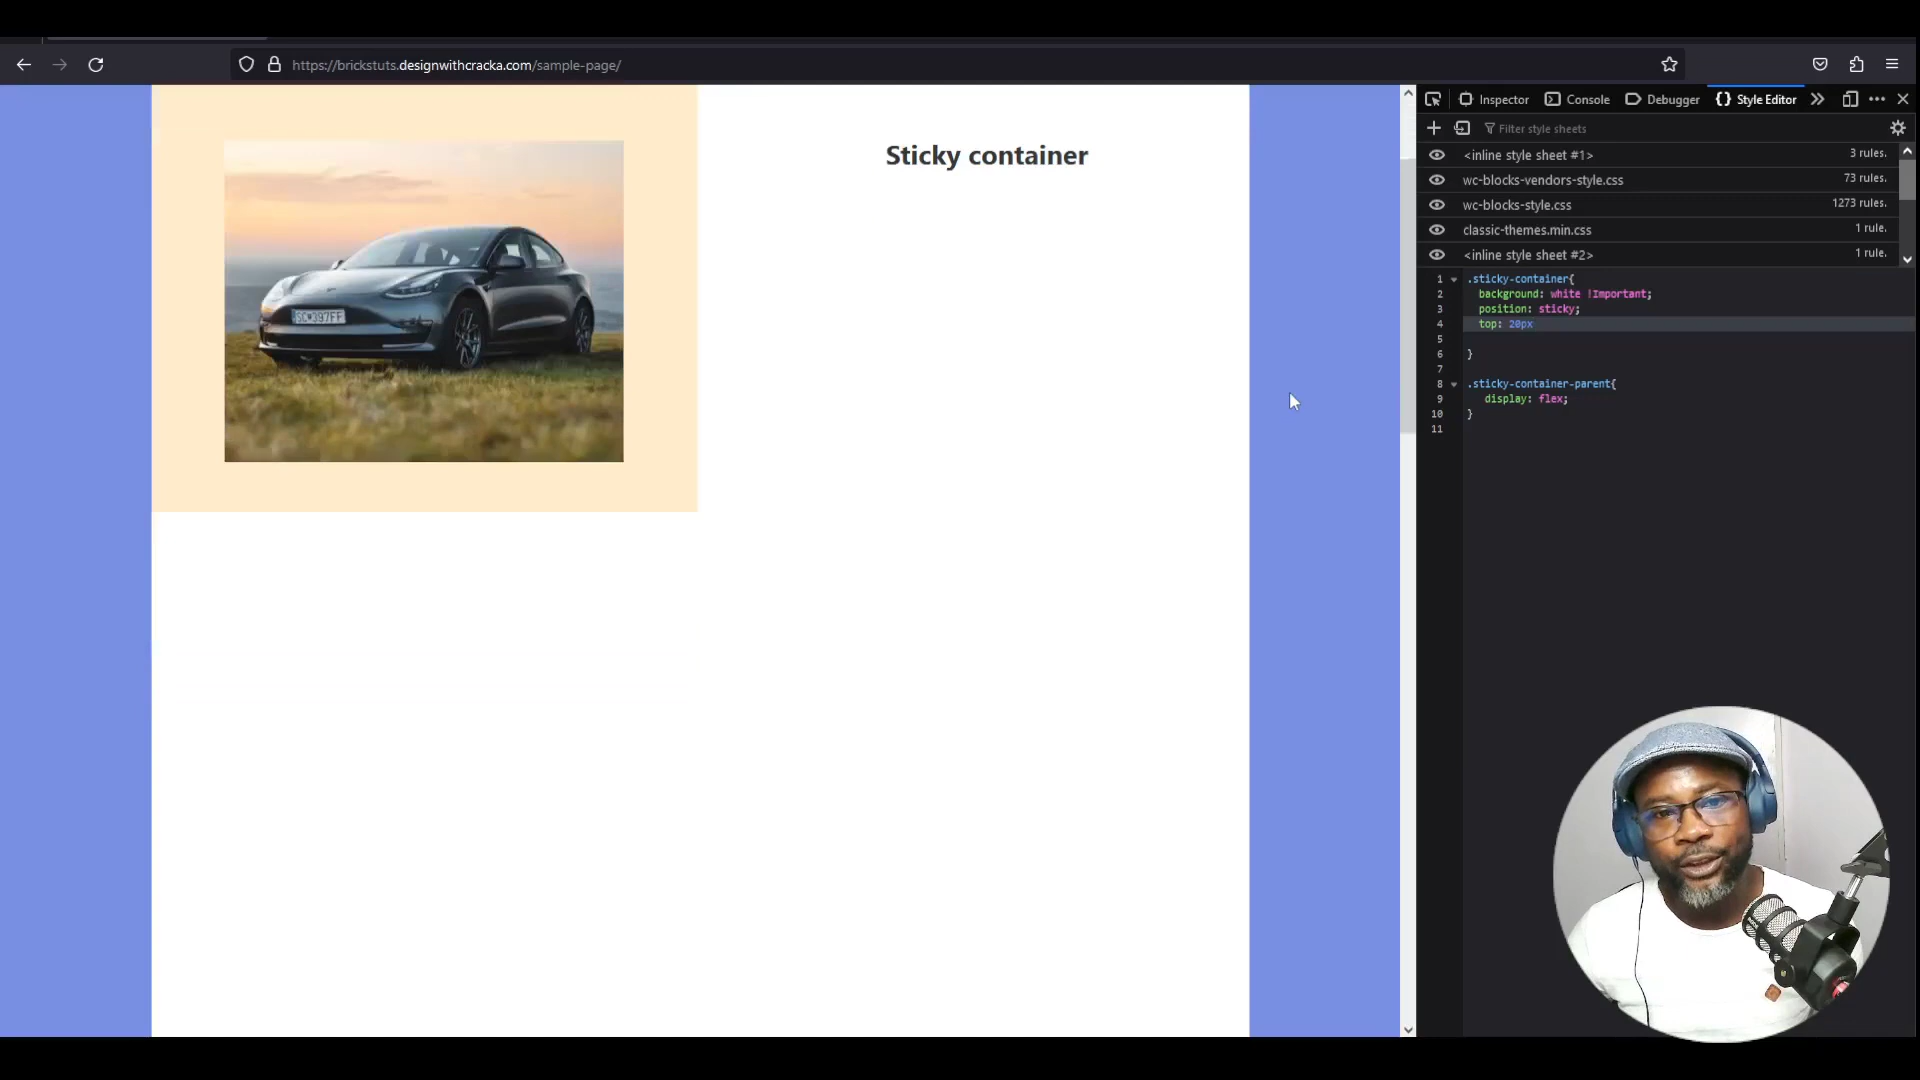 https://brickstuts.designwithcracka.com/sample-page/
Inspector
Console
Debugger
{} Style Editor
Filter style sheets
<inline style sheet #1> 3 rules.
wc-blocks-vendors-style.css 73 rules.
wc-blocks-style.css 1273 rules.
classic-themes.min.css 1 rule.
<inline style sheet #2> 1 rule.
1 .sticky-container{
2 background: white !Important;
3 position: sticky;
4 top: 20px
5
6 }
7
8 .sticky-container-parent{
9 display: flex;
10 }
11
Sticky container